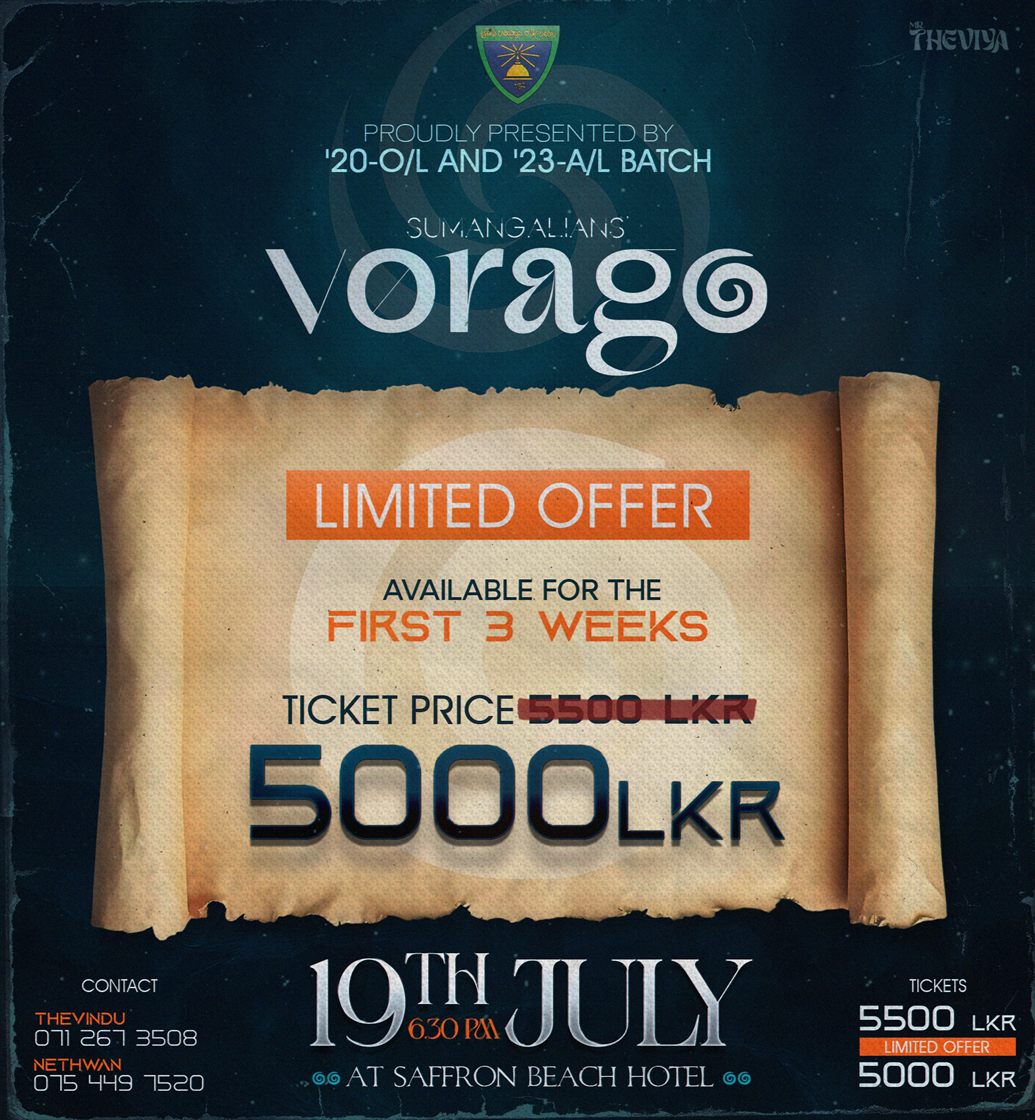 MR.
THEVIYA
PROUDLY PRESENTED BY
'20-O/L AND '23-A/L BATCH
SUMANGALIANS'
vorago
LIMITED OFFER
AVAILABLE FOR THE
FIRST 3 WEEKS
TICKET PRICE 5500 LKR
5000 LKR
19TH JULY
6.30 PM
AT SAFFRON BEACH HOTEL
CONTACT
THEVINDU
071 267 3508
NETHWAN
075 449 7520
TICKETS
5500 LKR
LIMITED OFFER
5000 LKR